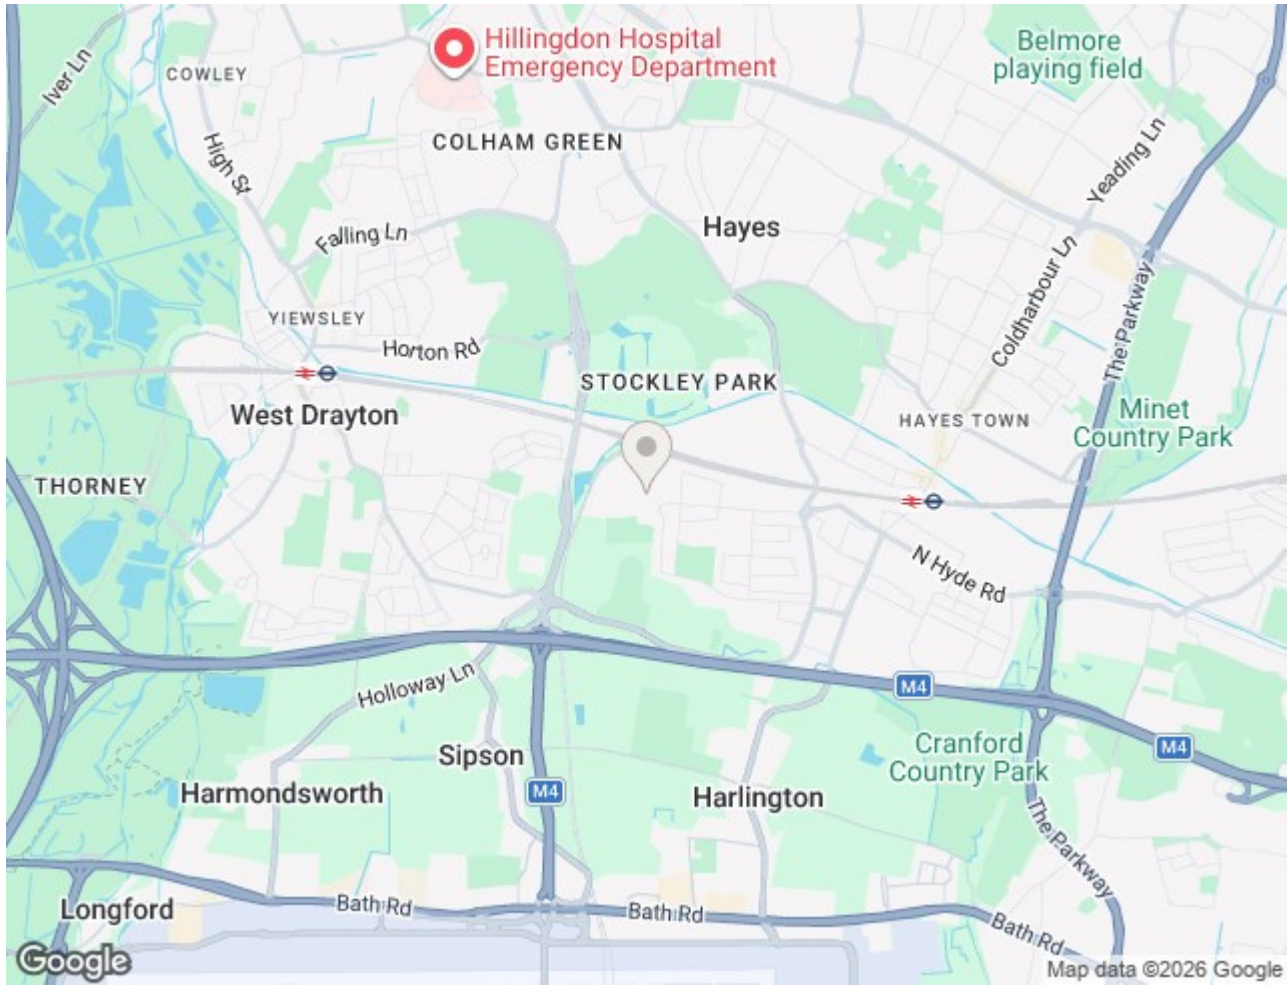 Hillingdon Hospital
Emergency Department
Belmore
playing field
Iver Ln
COWLEY
COLHAM GREEN
High St
Yeading Ln
Falling Ln
Hayes
Coldharbour Ln
The Parkway
YIEWSLEY
Horton Rd
STOCKLEY PARK
West Drayton
HAYES TOWN
Minet
Country Park
THORNEY
N Hyde Rd
Holloway Ln
M4
Sipson
Cranford
Country Park
M4
Harmondsworth
M4
Harlington
The Parkway
Longford
Bath Rd
Bath Rd
Bath Rd
Google
Map data ©2026 Google